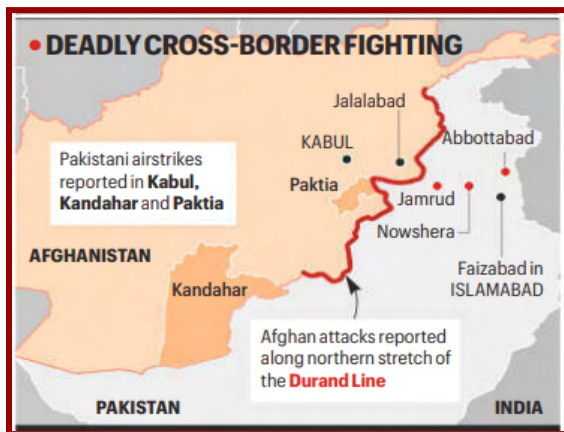 • DEADLY CROSS-BORDER FIGHTING
Jalalabad
KABUL
Abbottabad
Pakistani airstrikes
reported in Kabul,
Kandahar and Paktia
Paktia
Jamrud
Nowshera
AFGHANISTAN
Faizabad in
ISLAMABAD
Kandahar
Afghan attacks reported
along northern stretch of
the Durand Line
PAKISTAN
INDIA